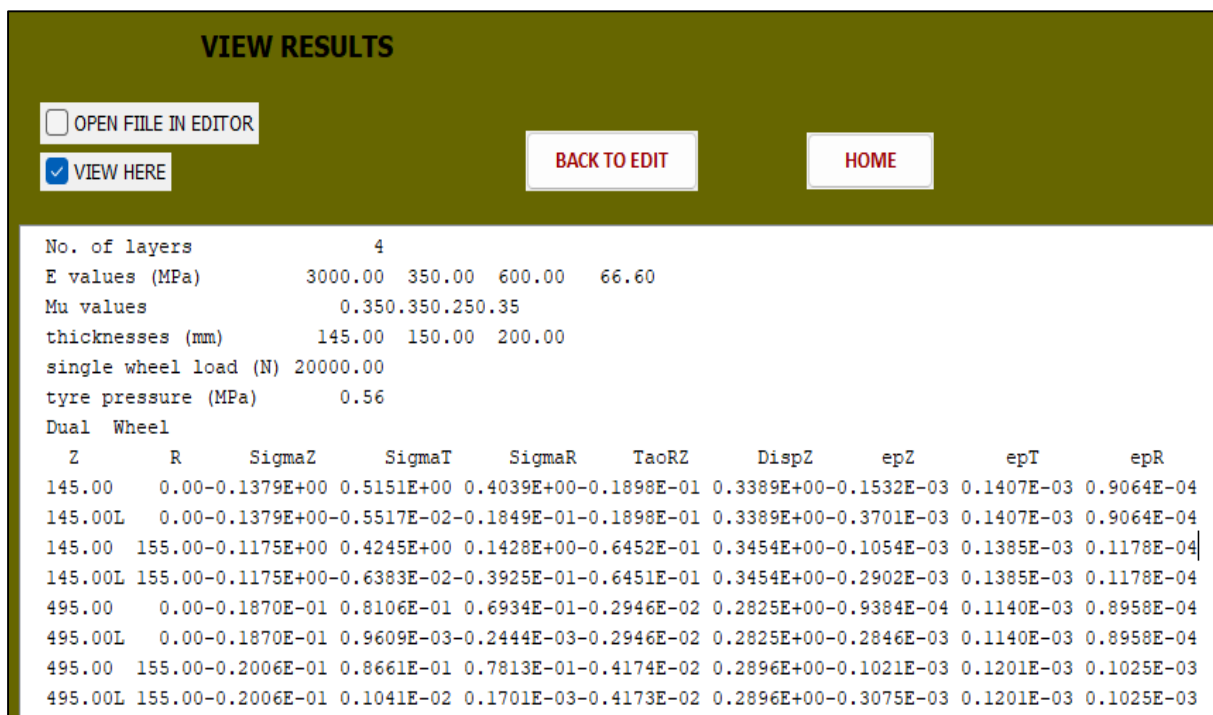 VIEW RESULTS
OPEN FIILE IN EDITOR
VIEW HERE
BACK TO EDIT
HOME
No. of layers 4
E values (MPa) 3000.00 350.00 600.00 66.60
Mu values 0.350.350.250.35
thicknesses (mm) 145.00 150.00 200.00
single wheel load (N) 20000.00
tyre pressure (MPa) 0.56
Dual Wheel
Z R SigmaZ SigmaT SigmaR TaoRZ DispZ epZ epT epR
145.00 0.00-0.1379E+00 0.5151E+00 0.4039E+00-0.1898E-01 0.3389E+00-0.1532E-03 0.1407E-03 0.9064E-04
145.00L 0.00-0.1379E+00-0.5517E-02-0.1849E-01-0.1898E-01 0.3389E+00-0.3701E-03 0.1407E-03 0.9064E-04
145.00 155.00-0.1175E+00 0.4245E+00 0.1428E+00-0.6452E-01 0.3454E+00-0.1054E-03 0.1385E-03 0.1178E-04
145.00L 155.00-0.1175E+00-0.6383E-02-0.3925E-01-0.6451E-01 0.3454E+00-0.2902E-03 0.1385E-03 0.1178E-04
495.00 0.00-0.1870E-01 0.8106E-01 0.6934E-01-0.2946E-02 0.2825E+00-0.9384E-04 0.1140E-03 0.8958E-04
495.00L 0.00-0.1870E-01 0.9609E-03-0.2444E-03-0.2946E-02 0.2825E+00-0.2846E-03 0.1140E-03 0.8958E-04
495.00 155.00-0.2006E-01 0.8661E-01 0.7813E-01-0.4174E-02 0.2896E+00-0.1021E-03 0.1201E-03 0.1025E-03
495.00L 155.00-0.2006E-01 0.1041E-02 0.1701E-03-0.4173E-02 0.2896E+00-0.3075E-03 0.1201E-03 0.1025E-03